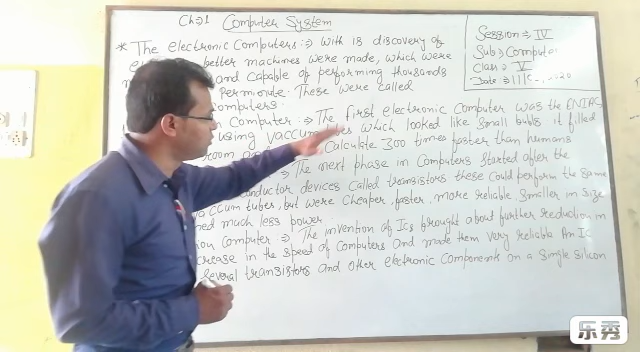 Ch⇒1 Computer System
Session ⇒ IV
Sub ⇒ Computer
Class ⇒ V
Date ⇒
* The electronic Computers :⇒ with is discovery of
better machines were made, which were
and capable of performing thousands
Perminute. These were called
Computers.
Computer :⇒ The first electronic Computer was the ENIAC
using vaccum which looked like small bulbs it filled
room Calculate 300 times faster than humans
⇒ The next phase in Computers started after the
devices called transistors these could perform the same
vaccum tubes, but were cheaper, faster, more reliable smaller in size
much less power
Computer ⇒ The invention of ICs brought about further reduction in
in the speed of Computers and made them very reliable An IC
Several transistors and other electronic Components on a single silicon
乐秀